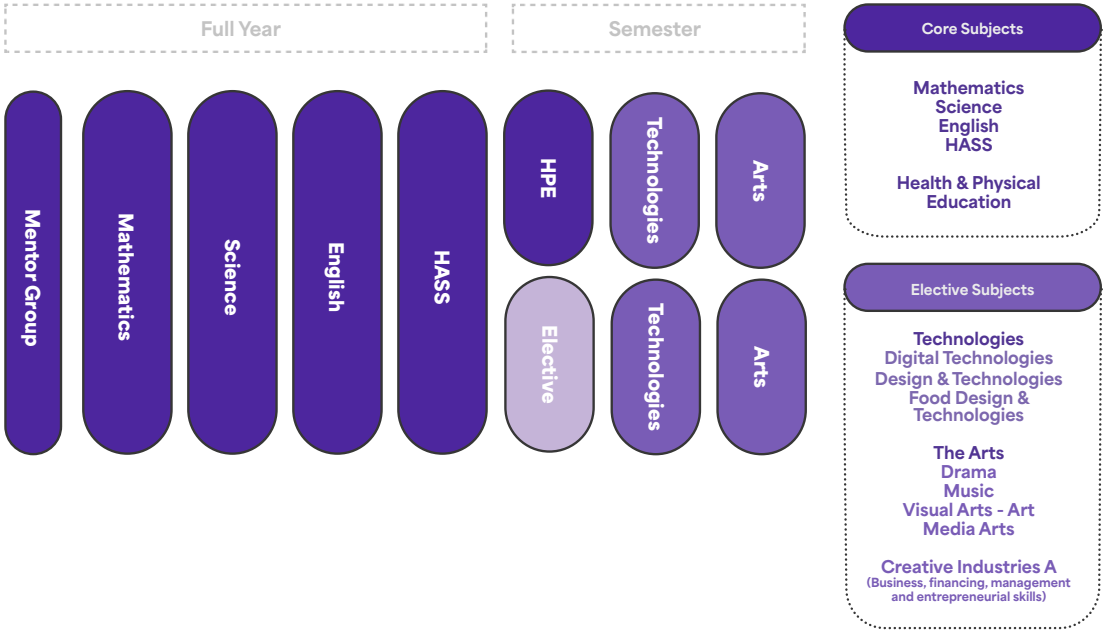 Full Year
Semester
Mentor Group
Mathematics
Science
English
HASS
HPE
Technologies
Arts
Elective
Technologies
Arts
Core Subjects
Mathematics
Science
English
HASS
Health & Physical
Education
Elective Subjects
Technologies
Digital Technologies
Design & Technologies
Food Design &
Technologies
The Arts
Drama
Music
Visual Arts - Art
Media Arts
Creative Industries A
(Business, financing, management
and entrepreneurial skills)